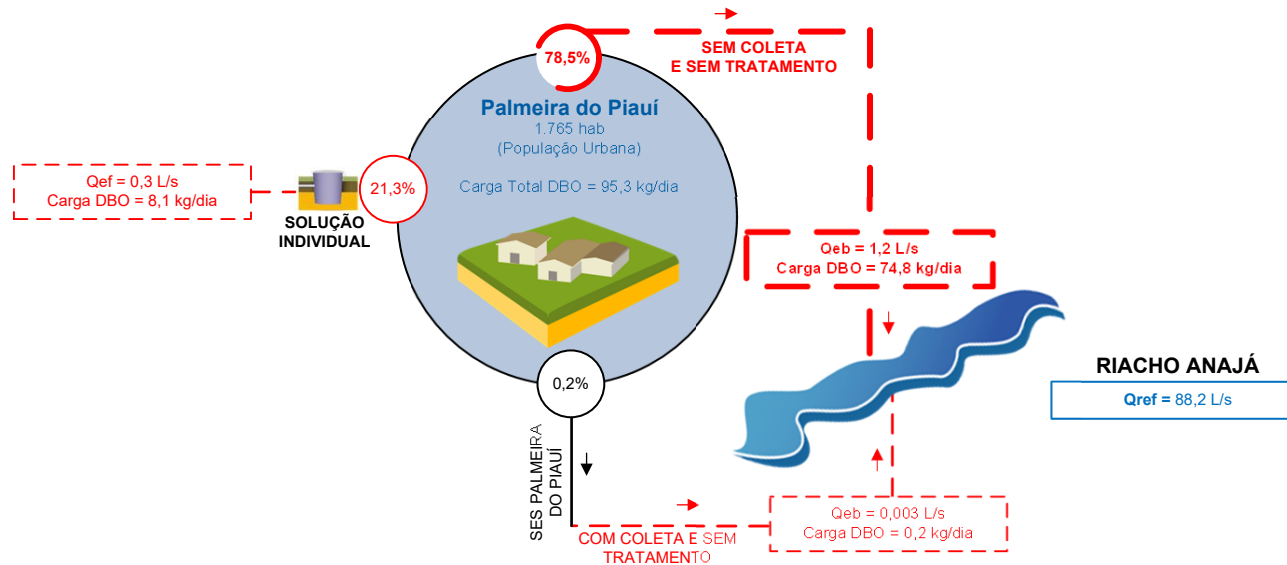 78,5%
SEM COLETA
E SEM TRATAMENTO
Palmeira do Piauí
1.765 hab
(População Urbana)
Carga Total DBO = 95,3 kg/dia
Qef = 0,3 L/s
Carga DBO = 8,1 kg/dia
21,3%
SOLUÇÃO
INDIVIDUAL
Qeb = 1,2 L/s
Carga DBO = 74,8 kg/dia
RIACHO ANAJÁ
Qref = 88,2 L/s
0,2%
SES PALMEIRA
DO PIAUÍ
Qeb = 0,003 L/s
Carga DBO = 0,2 kg/dia
COM COLETA E SEM
TRATAMENTO